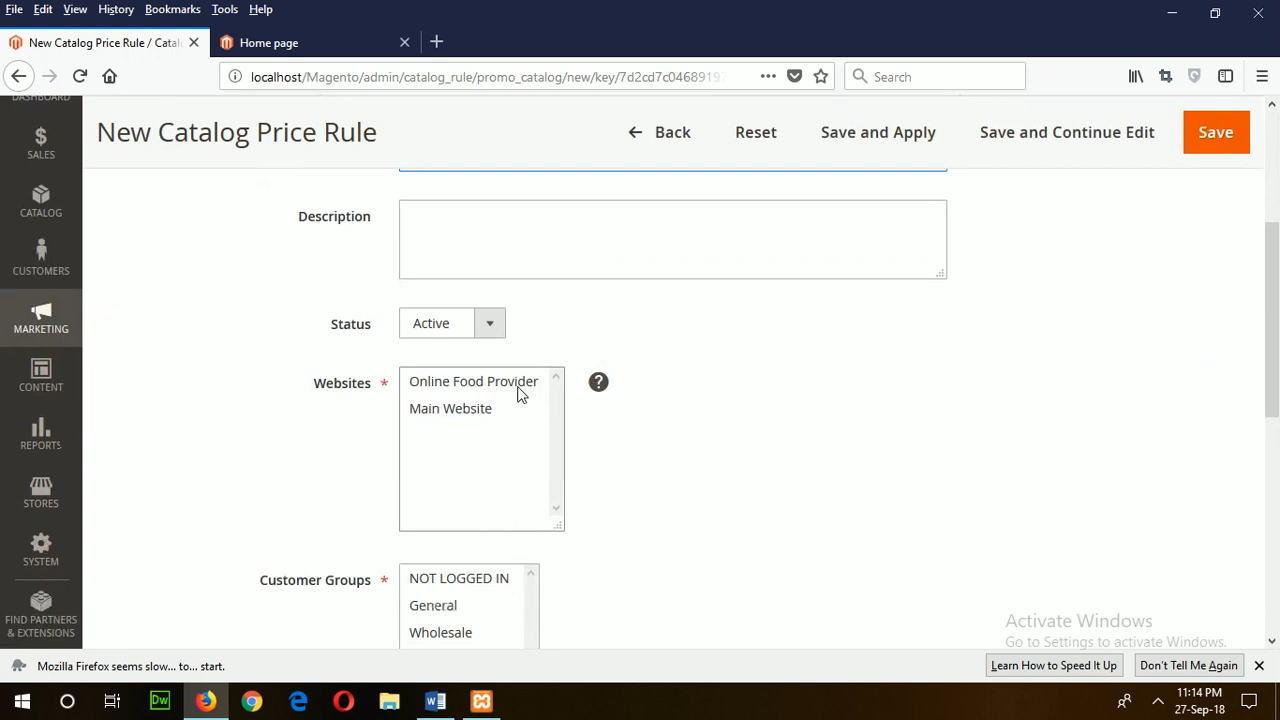 File Edit View History Bookmarks Tools Help
New Catalog Price Rule / Catal
Home page
localhost/Magento/admin/catalog_rule/promo_catalog/new/key/7d2cd7c04689197
Search
DASHBOARD
New Catalog Price Rule
Back
Reset
Save and Apply
Save and Continue Edit
Save
SALES
CATALOG
CUSTOMERS
MARKETING
CONTENT
REPORTS
STORES
SYSTEM
FIND PARTNERS
& EXTENSIONS
Description
Status
Active
Websites *
Online Food Provider
Main Website
?
Customer Groups *
NOT LOGGED IN
General
Wholesale
Activate Windows
Go to Settings to activate Windows.
Mozilla Firefox seems slow... to... start.
Learn How to Speed It Up
Don't Tell Me Again
Dw
11:14 PM
27-Sep-18